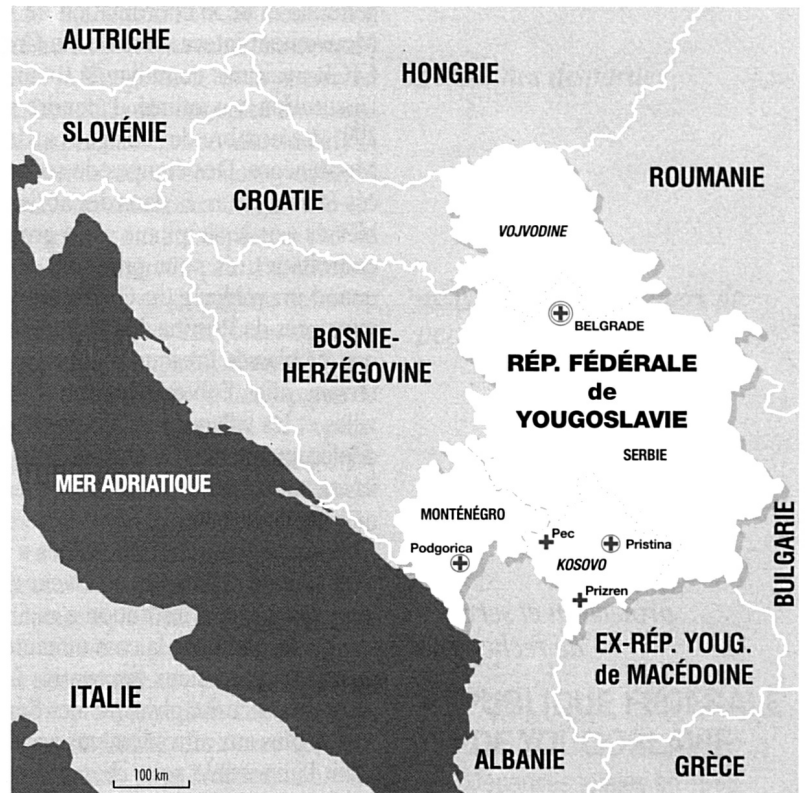 AUTRICHE
HONGRIE
SLOVÉNIE
ROUMANIE
CROATIE
VOJVODINE
BELGRADE
BOSNIE-
HERZÉGOVINE
RÉP. FÉDÉRALE
de
YOUGOSLAVIE
SERBIE
MER ADRIATIQUE
MONTÉNÉGRO
Podgorica
Pec
Pristina
KOSOVO
Prizren
BULGARIE
EX-RÉP. YOUG.
de MACÉDOINE
ITALIE
100 km
ALBANIE
GRÈCE